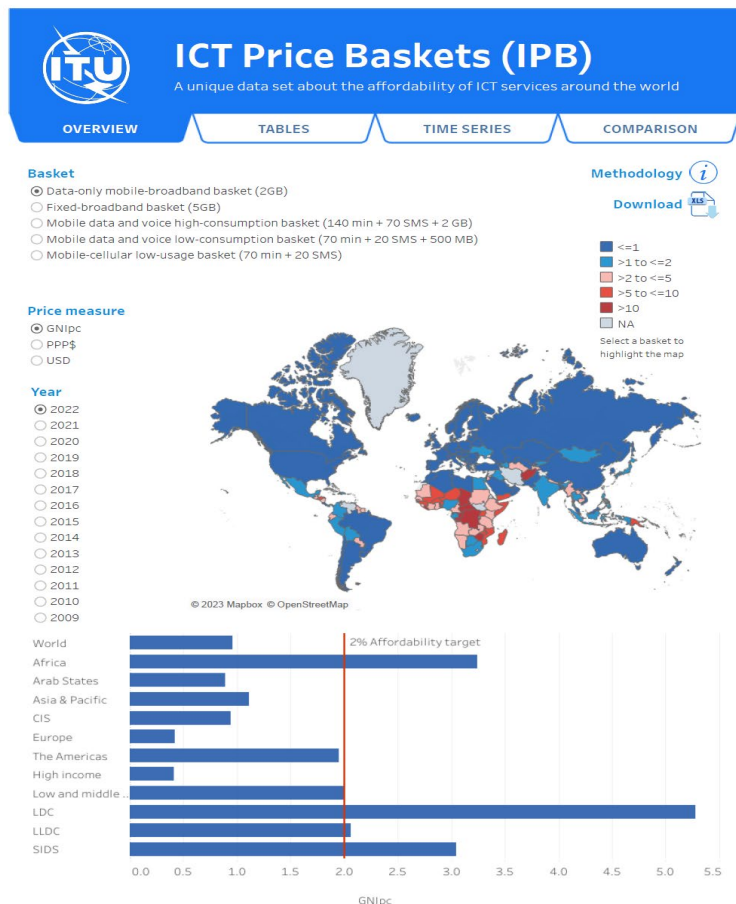 ITU
ICT Price Baskets (IPB)
A unique data set about the affordability of ICT services around the world
OVERVIEW
TABLES
TIME SERIES
COMPARISON
Basket
Data-only mobile-broadband basket (2GB)
Fixed-broadband basket (5GB)
Mobile data and voice high-consumption basket (140 min + 70 SMS + 2 GB)
Mobile data and voice low-consumption basket (70 min + 20 SMS + 500 MB)
Mobile-cellular low-usage basket (70 min + 20 SMS)
Methodology i
Download XLS
<=1
>1 to <=2
>2 to <=5
>5 to <=10
>10
NA
Select a basket to
highlight the map
Price measure
GNIpc
PPP$
USD
Year
2022
2021
2020
2019
2018
2017
2016
2015
2014
2013
2012
2011
2010
2009
© 2023 Mapbox © OpenStreetMap
2% Affordability target
World
Africa
Arab States
Asia & Pacific
CIS
Europe
The Americas
High income
Low and middle ..
LDC
LLDC
SIDS
0.0 0.5 1.0 1.5 2.0 2.5 3.0 3.5 4.0 4.5 5.0 5.5
GNIpc